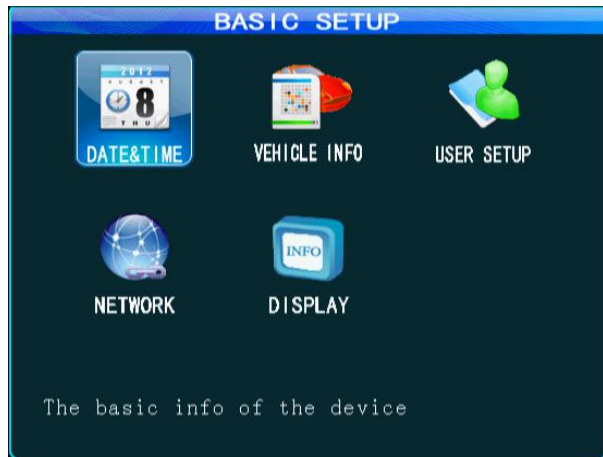 BASIC SETUP
2012
AUGUST
8
THU
DATE&TIME
VEHICLE INFO
USER SETUP
INFO
NETWORK
DISPLAY
The basic info of the device